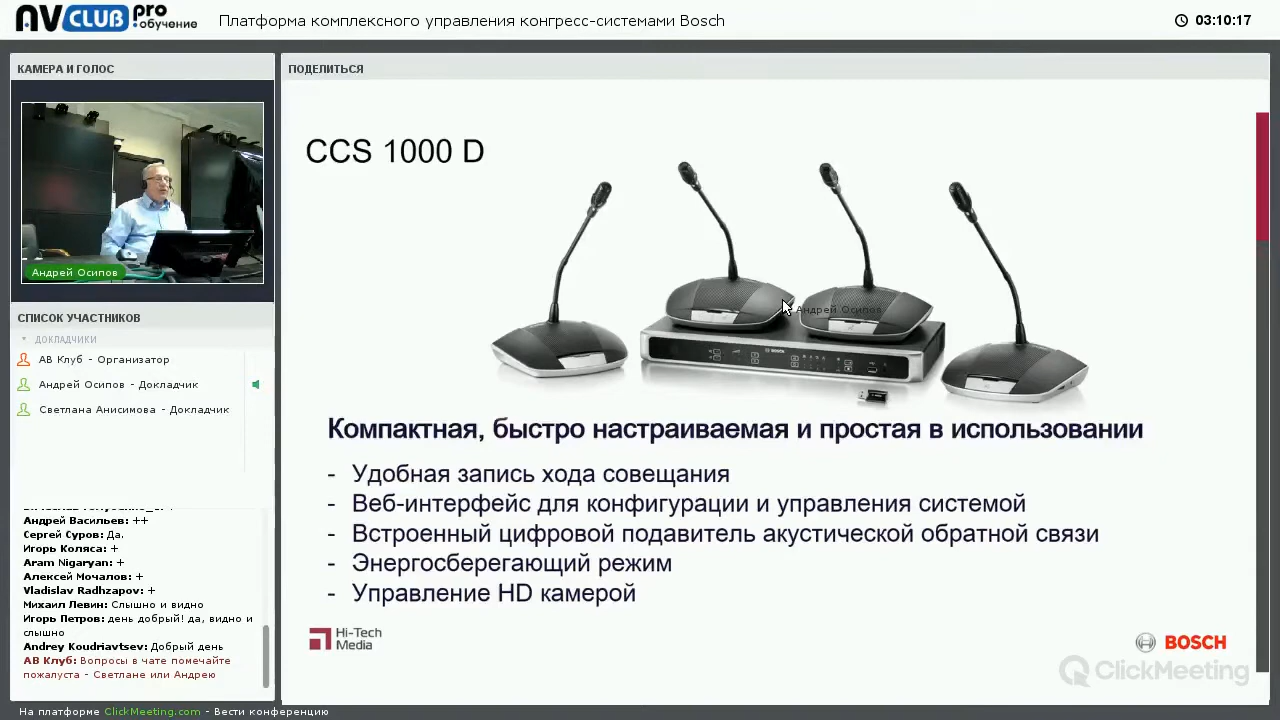 AV CLUB pro :обучение
Платформа комплексного управления конгресс-системами Bosch
03:10:17
КАМЕРА И ГОЛОС
Андрей Осипов
СПИСОК УЧАСТНИКОВ
ДОКЛАДЧИКИ
АВ Клуб - Организатор
Андрей Осипов - Докладчик
Светлана Анисимова - Докладчик
Андрей Васильев: ++
Сергей Суров: Да.
Игорь Коляса: +
Aram Nigaryan: +
Алексей Мочалов: +
Vladislav Radhzapov: +
Михаил Левин: Слышно и видно
Игорь Петров: день добрый! да, видно и
слышно
Andrey Koudriavtsev: Добрый день
АВ Клуб: Вопросы в чате помечайте
пожалуста - Светлане или Андрею
ПОДЕЛИТЬСЯ
CCS 1000 D
Андрей Осипов
BOSCH
Компактная, быстро настраиваемая и простая в использовании
- Удобная запись хода совещания
- Веб-интерфейс для конфигурации и управления системой
- Встроенный цифровой подавитель акустической обратной связи
- Энергосберегающий режим
- Управление HD камерой
Hi-Tech
Media
BOSCH
ClickMeeting
На платформе ClickMeeting.com - Вести конференцию